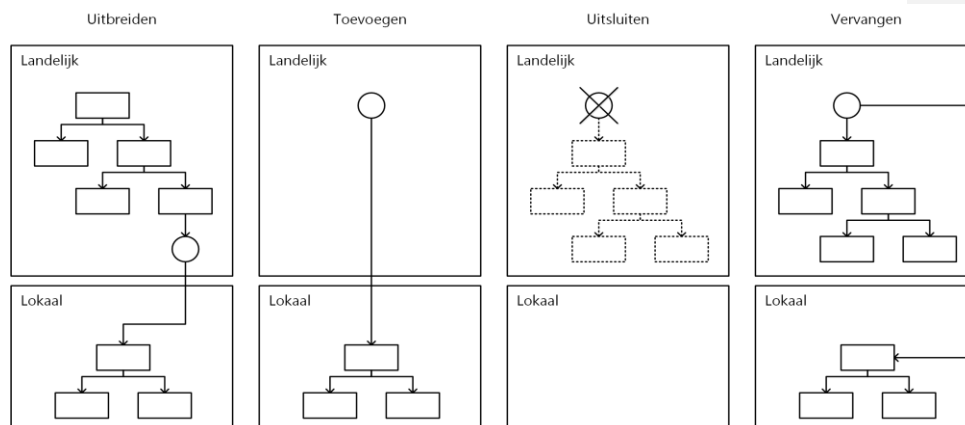 Uitbreiden
Toevoegen
Uitsluiten
Vervangen
Landelijk
Landelijk
Landelijk
Landelijk
Lokaal
Lokaal
Lokaal
Lokaal